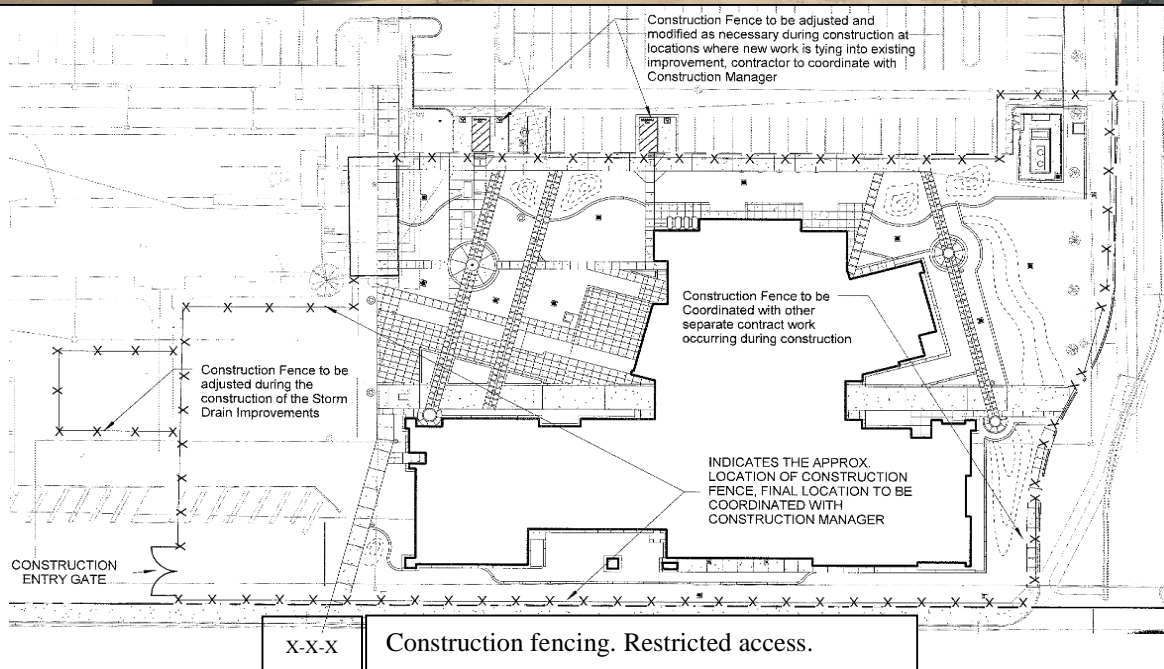 Construction Fence to be adjusted and
modified as necessary during construction at
locations where new work is tying into existing
improvement, contractor to coordinate with
Construction Manager
Construction Fence to be
Coordinated with other
separate contract work
occurring during construction
Construction Fence to be
adjusted during the
construction of the Storm
Drain Improvements
INDICATES THE APPROX.
LOCATION OF CONSTRUCTION
FENCE, FINAL LOCATION TO BE
COORDINATED WITH
CONSTRUCTION MANAGER
CONSTRUCTION
ENTRY GATE
X-X-X
Construction fencing. Restricted access.